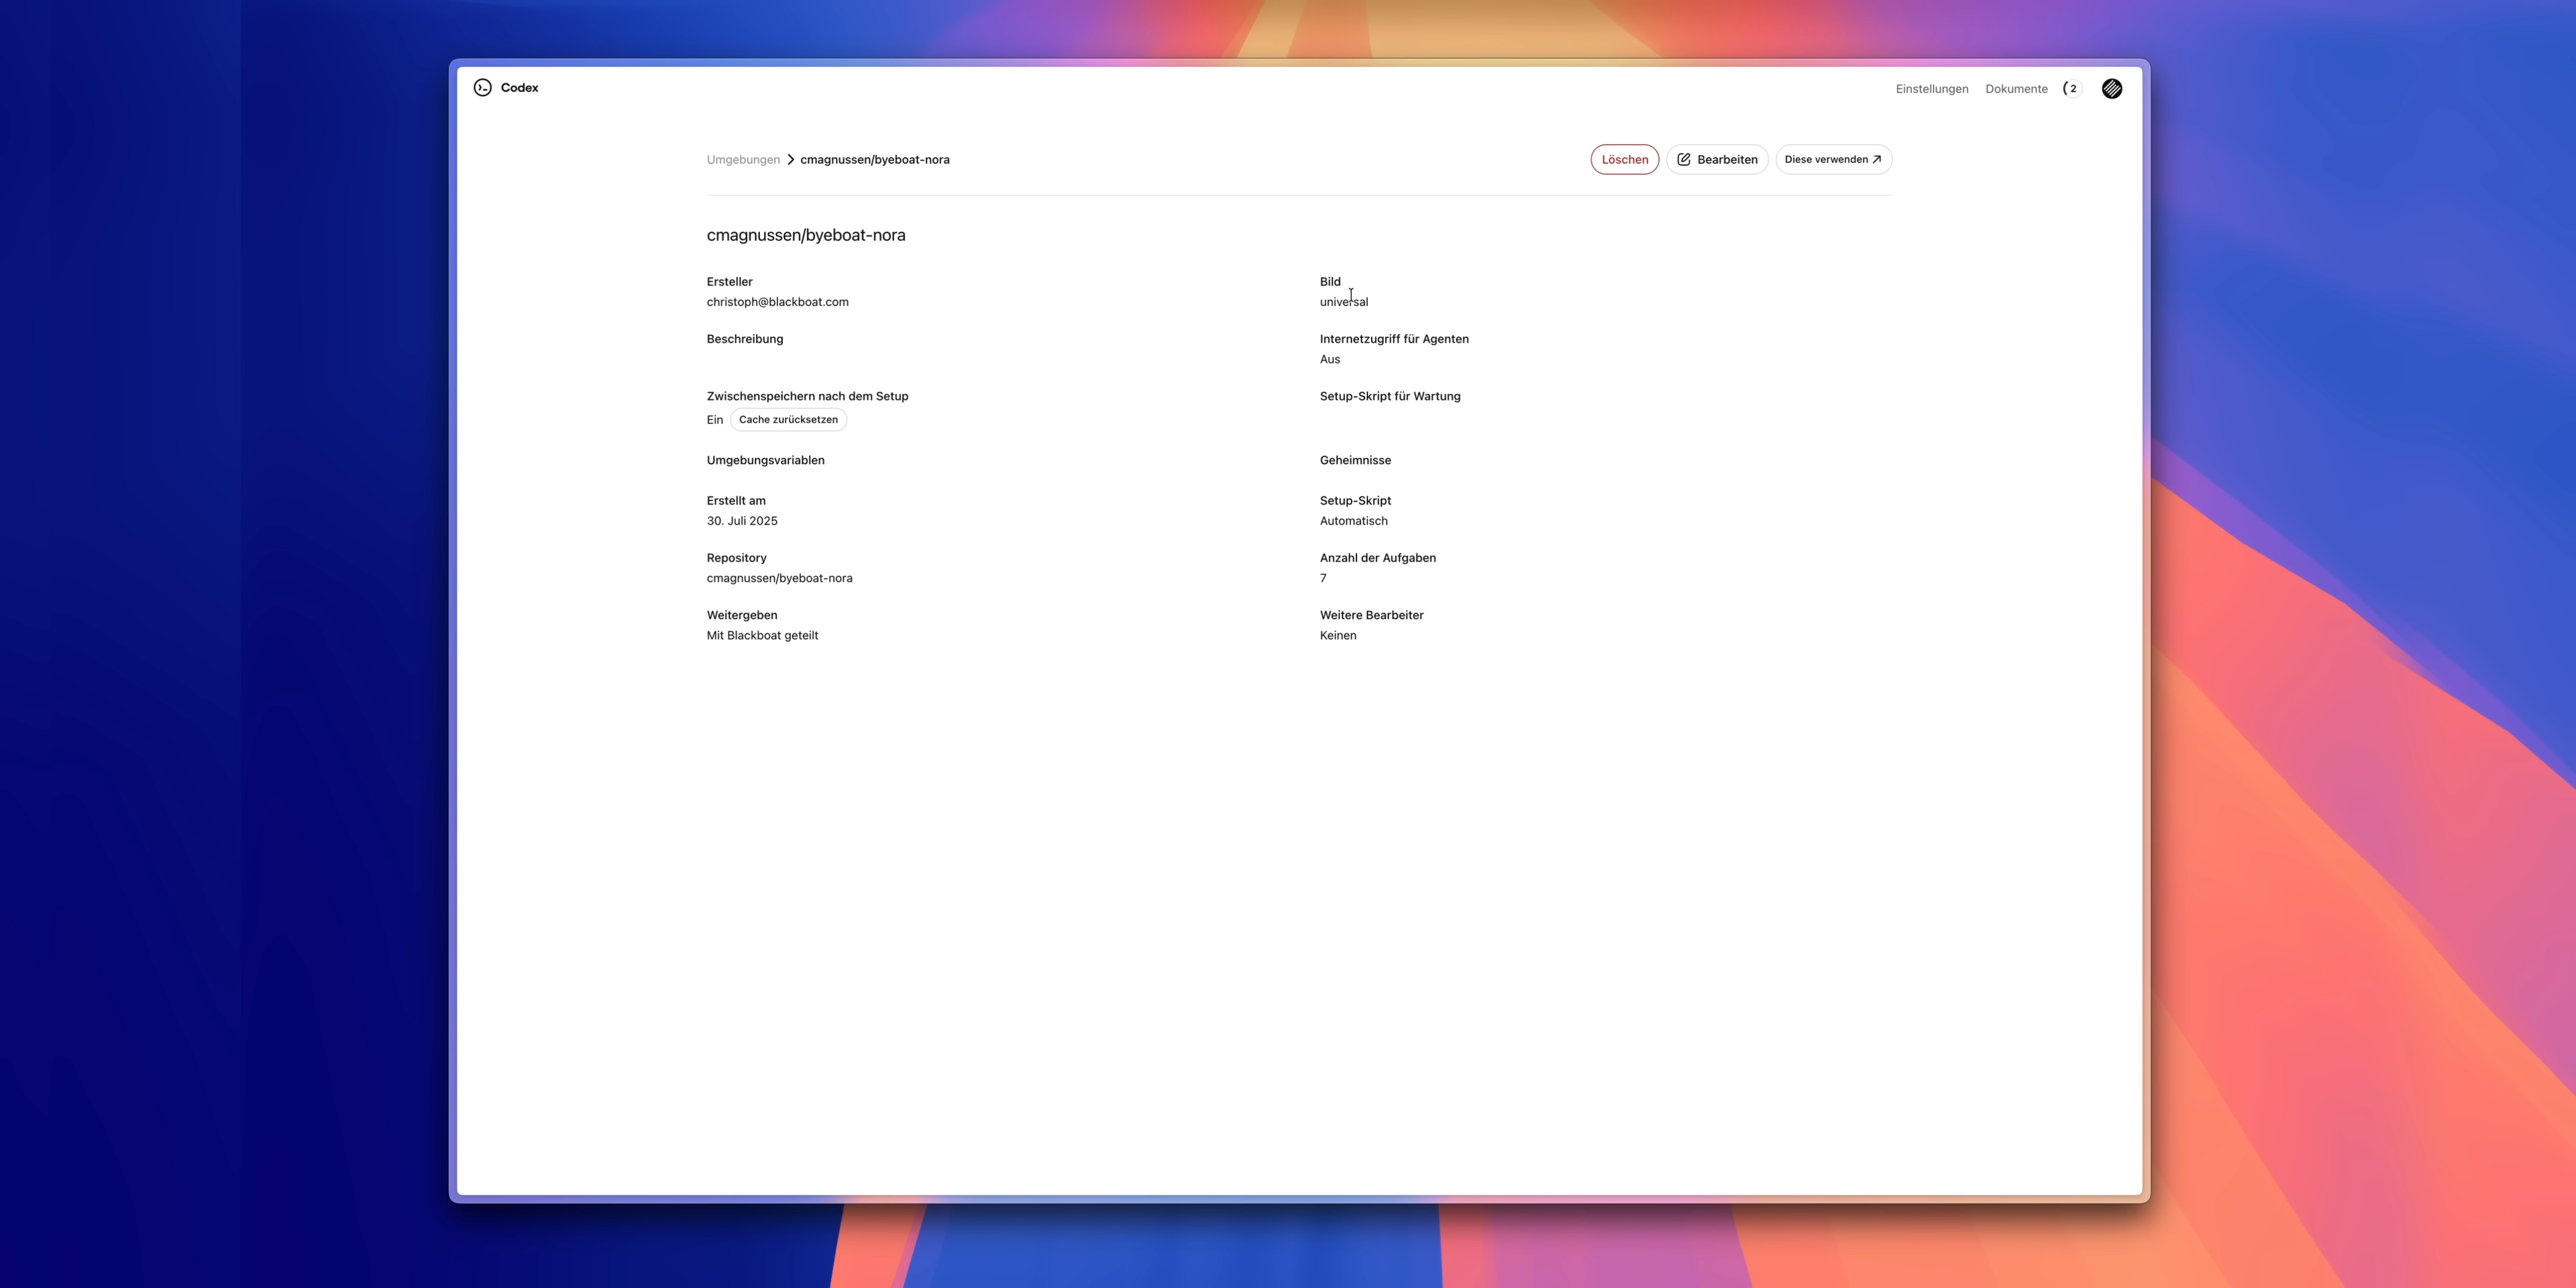 Codex
Einstellungen Dokumente 2
Umgebungen cmagnussen/byeboat-nora
Löschen Bearbeiten Diese verwenden
cmagnussen/byeboat-nora
Ersteller
christoph@blackboat.com
Bild
universal
Beschreibung
Internetzugriff für Agenten
Aus
Zwischenspeichern nach dem Setup
Ein Cache zurücksetzen
Setup-Skript für Wartung
Umgebungsvariablen
Geheimnisse
Erstellt am
30. Juli 2025
Setup-Skript
Automatisch
Repository
cmagnussen/byeboat-nora
Anzahl der Aufgaben
7
Weitergeben
Mit Blackboat geteilt
Weitere Bearbeiter
Keinen